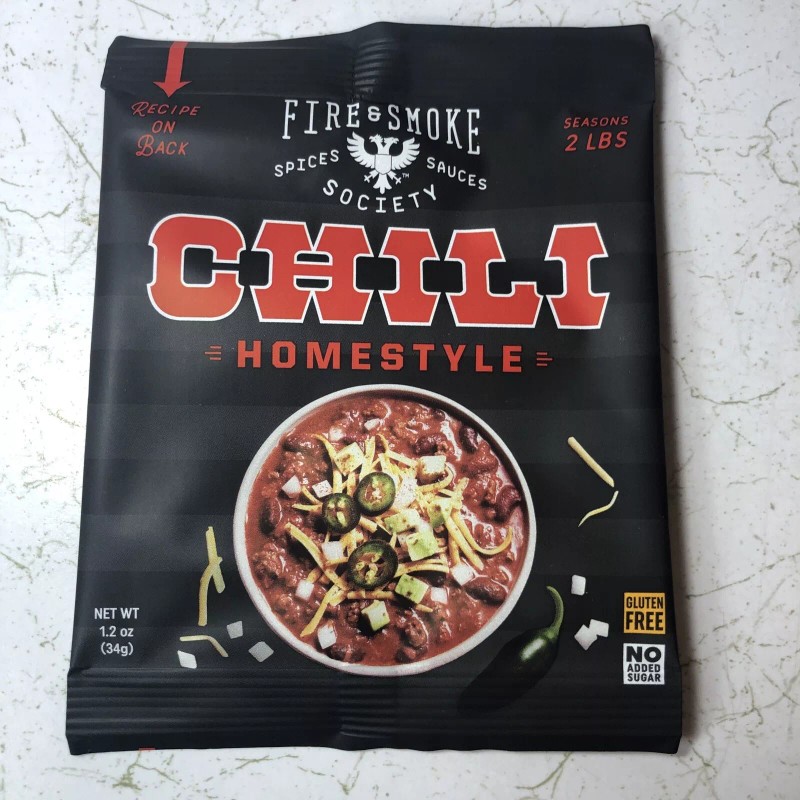 RECIPE
ON
BACK
FIRE & SMOKE
SPICES SAUCES
™
SOCIETY
SEASONS
2 LBS
CHILI
HOMESTYLE
NET WT
1.2 oz
(34g)
GLUTEN
FREE
NO
ADDED
SUGAR